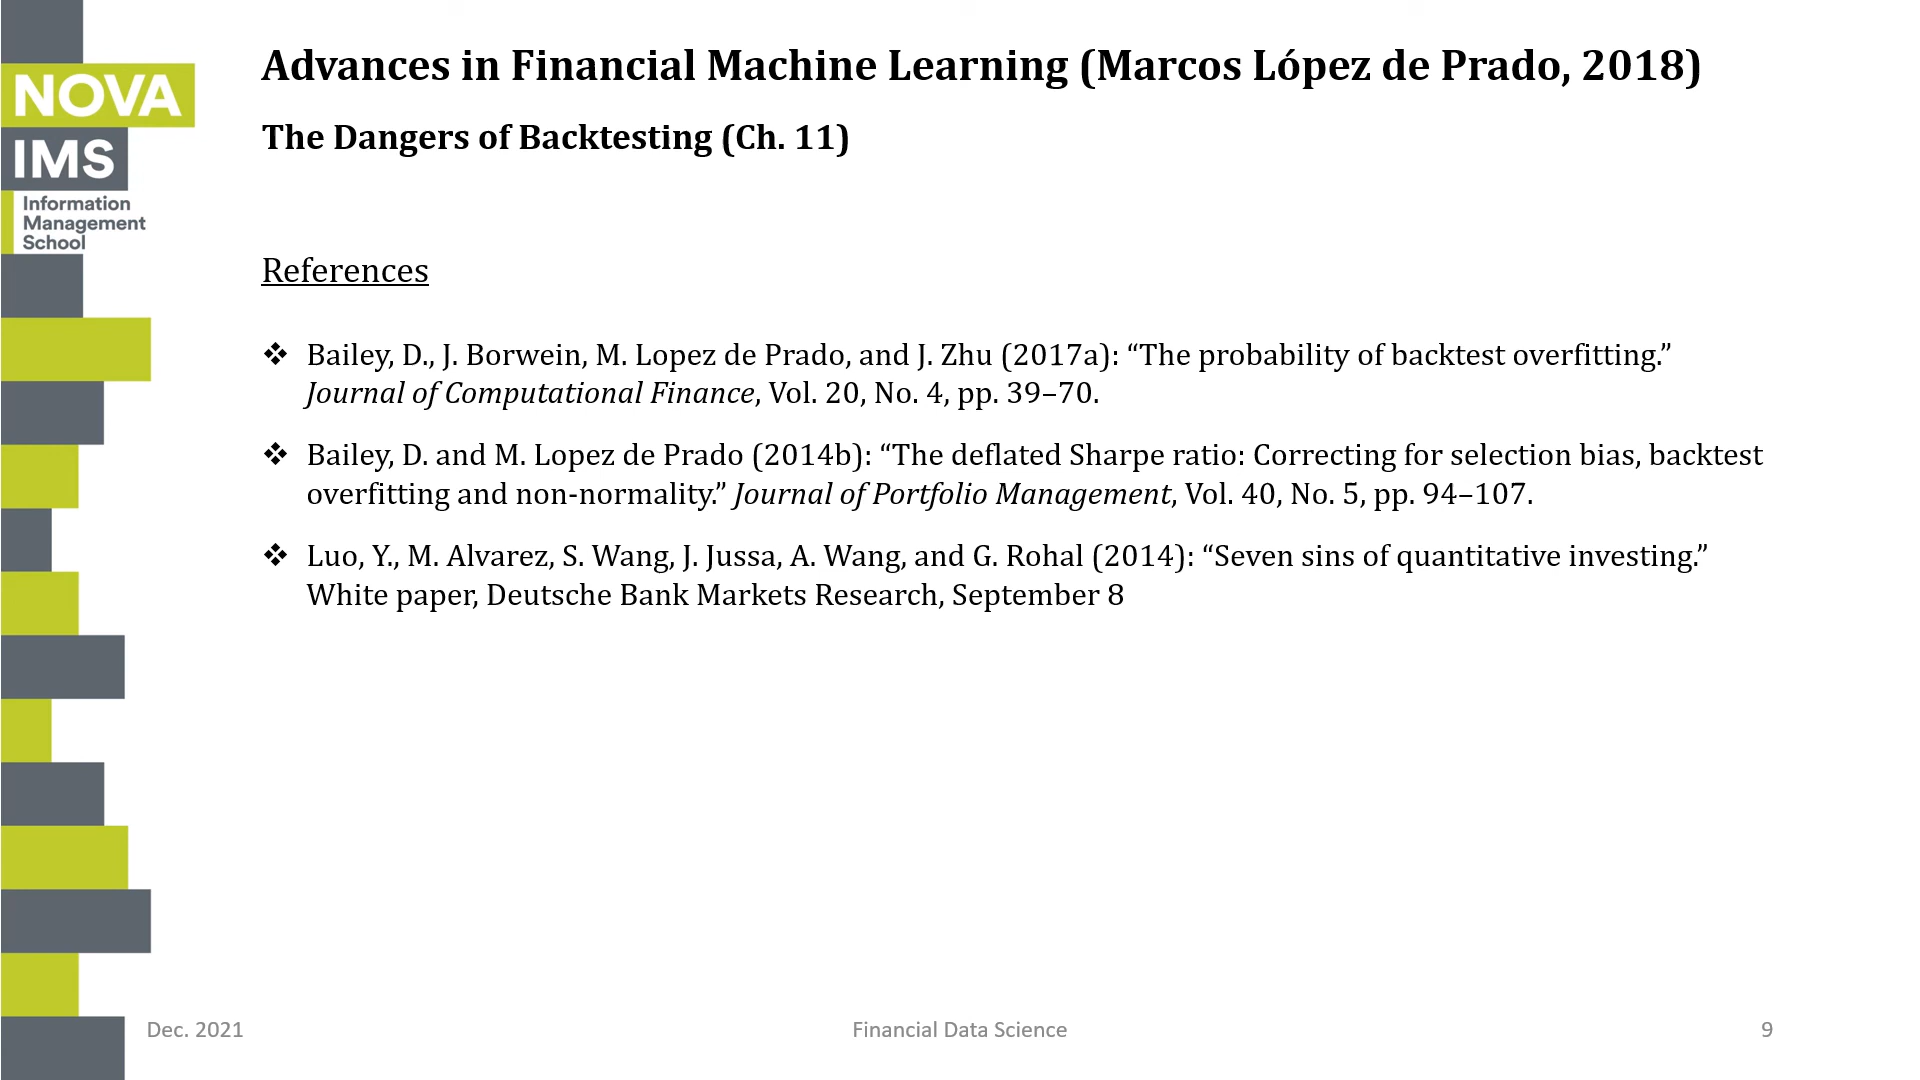 NOVA
IMS
Information
Management
School
Advances in Financial Machine Learning (Marcos López de Prado, 2018)
The Dangers of Backtesting (Ch. 11)
References
❖ Bailey, D., J. Borwein, M. Lopez de Prado, and J. Zhu (2017a): “The probability of backtest overfitting.”
Journal of Computational Finance, Vol. 20, No. 4, pp. 39–70.
❖ Bailey, D. and M. Lopez de Prado (2014b): “The deflated Sharpe ratio: Correcting for selection bias, backtest
overfitting and non-normality.” Journal of Portfolio Management, Vol. 40, No. 5, pp. 94–107.
❖ Luo, Y., M. Alvarez, S. Wang, J. Jussa, A. Wang, and G. Rohal (2014): “Seven sins of quantitative investing.”
White paper, Deutsche Bank Markets Research, September 8
Dec. 2021
Financial Data Science
9